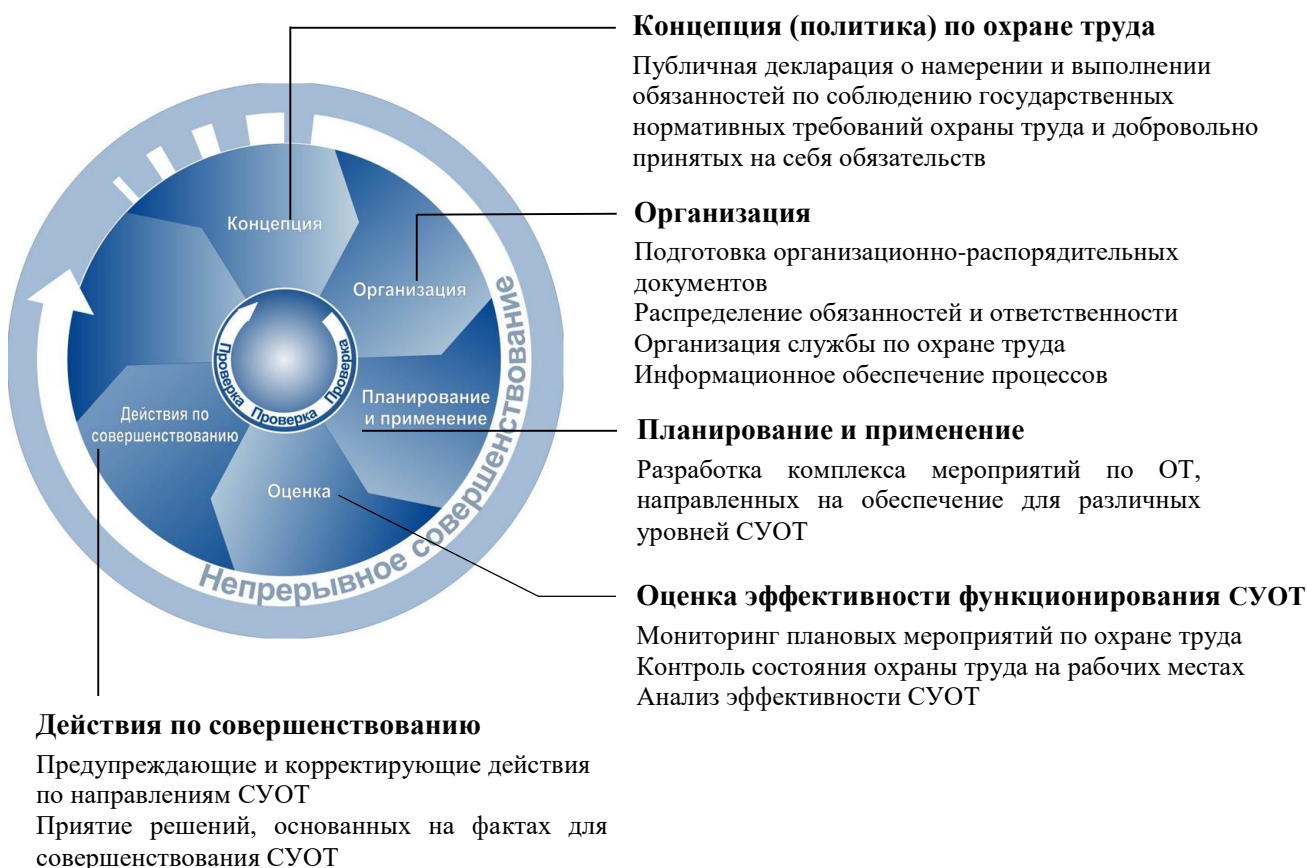 Концепция (политика) по охране труда
Публичная декларация о намерении и выполнении
обязанностей по соблюдению государственных
нормативных требований охраны труда и добровольно
принятых на себя обязательств
Организация
Подготовка организационно-распорядительных
документов
Распределение обязанностей и ответственности
Организация службы по охране труда
Информационное обеспечение процессов
Планирование и применение
Разработка комплекса мероприятий по ОТ,
направленных на обеспечение для различных
уровней СУОТ
Оценка эффективности функционирования СУОТ
Мониторинг плановых мероприятий по охране труда
Контроль состояния охраны труда на рабочих местах
Анализ эффективности СУОТ
Действия по совершенствованию
Предупреждающие и корректирующие действия
по направлениям СУОТ
Приятие решений, основанных на фактах для
совершенствования СУОТ
Концепция
Организация
Планирование
и применение
Оценка
Действия по
совершенствованию
Проверка Проверка Проверка
Непрерывное совершенствование